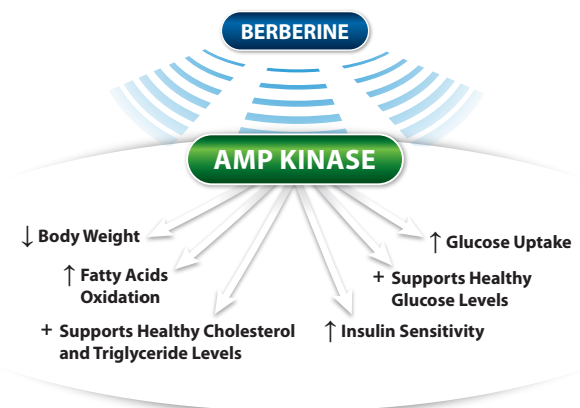 BERBERINE
AMP KINASE
↓ Body Weight
↑ Glucose Uptake
↑ Fatty Acids
Oxidation
+ Supports Healthy
Glucose Levels
+ Supports Healthy Cholesterol
and Triglyceride Levels
↑ Insulin Sensitivity